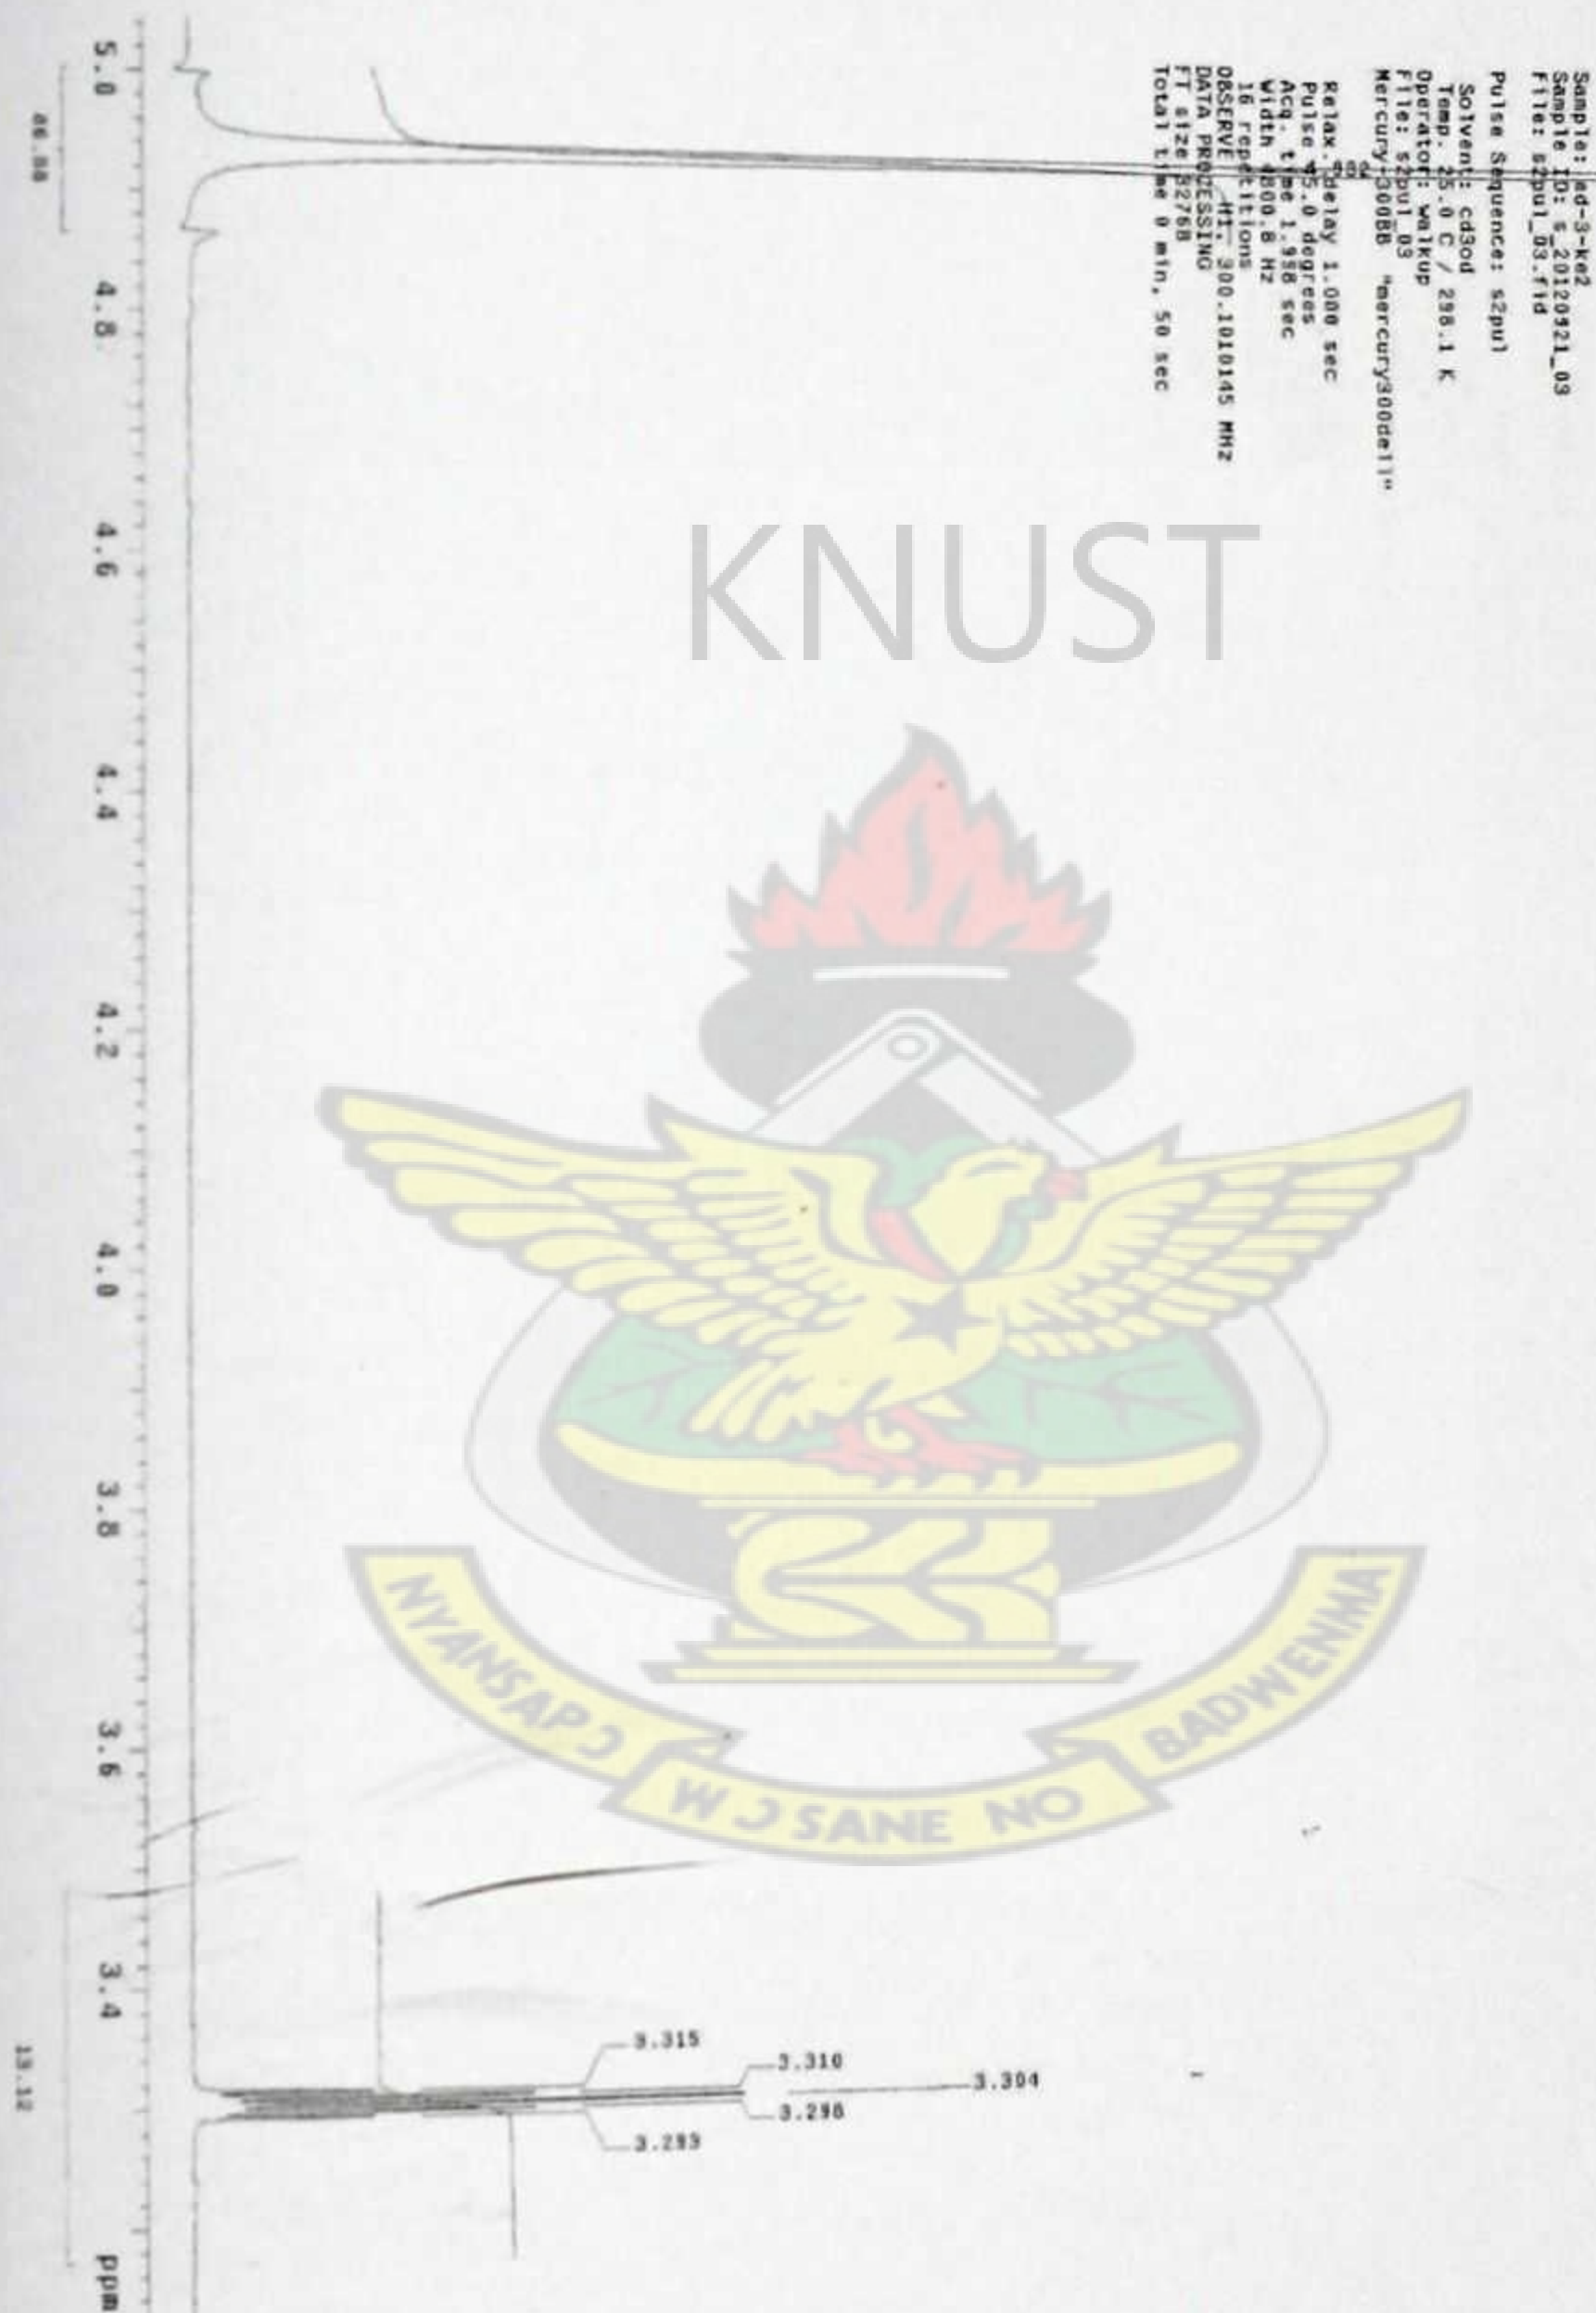 Sample: ed-3-ke2
Sample ID: s_20120921_03
File: s2pul_03.fid
Pulse Sequence: s2pul
Solvent: cd3od
Temp. 25.0 C / 298.1 K
Operator: walkup
File: s2pul_03
Mercury-300BB "mercury300dell"
Relax. delay 1.000 sec
Pulse 45.0 degrees
Acq. time 1.998 sec
Width 4800.8 Hz
16 repetitions
OBSERVE H1, 300.1010145 MHz
DATA PROCESSING
FT size 32768
Total time 0 min, 50 sec
KNUST
NYANSAPƆ
WƆSANE NO
BADWENMA
3.315
3.310
3.304
3.298
3.293
5.0 4.8 4.6 4.4 4.2 4.0 3.8 3.6 3.4 ppm
86.88
13.12